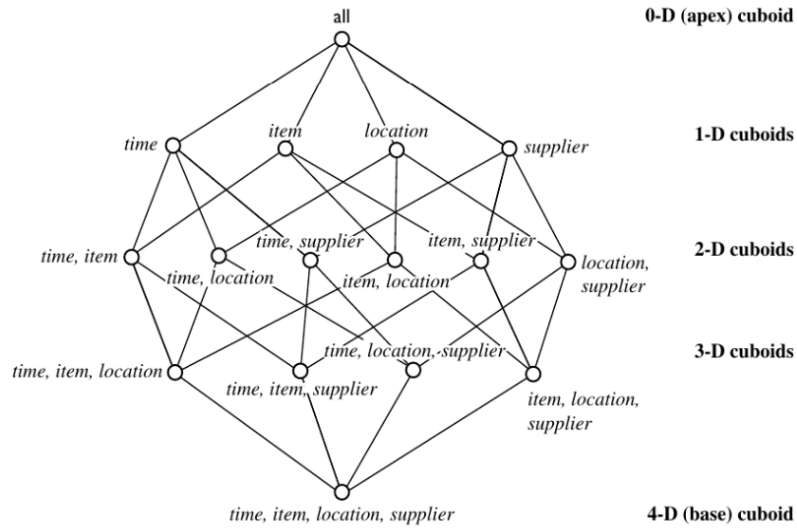 all
0-D (apex) cuboid
time
item
location
supplier
1-D cuboids
time, item
time, location
time, supplier
item, location
item, supplier
location,
supplier
2-D cuboids
time, item, location
time, item, supplier
time, location, supplier
item, location,
supplier
3-D cuboids
time, item, location, supplier
4-D (base) cuboid